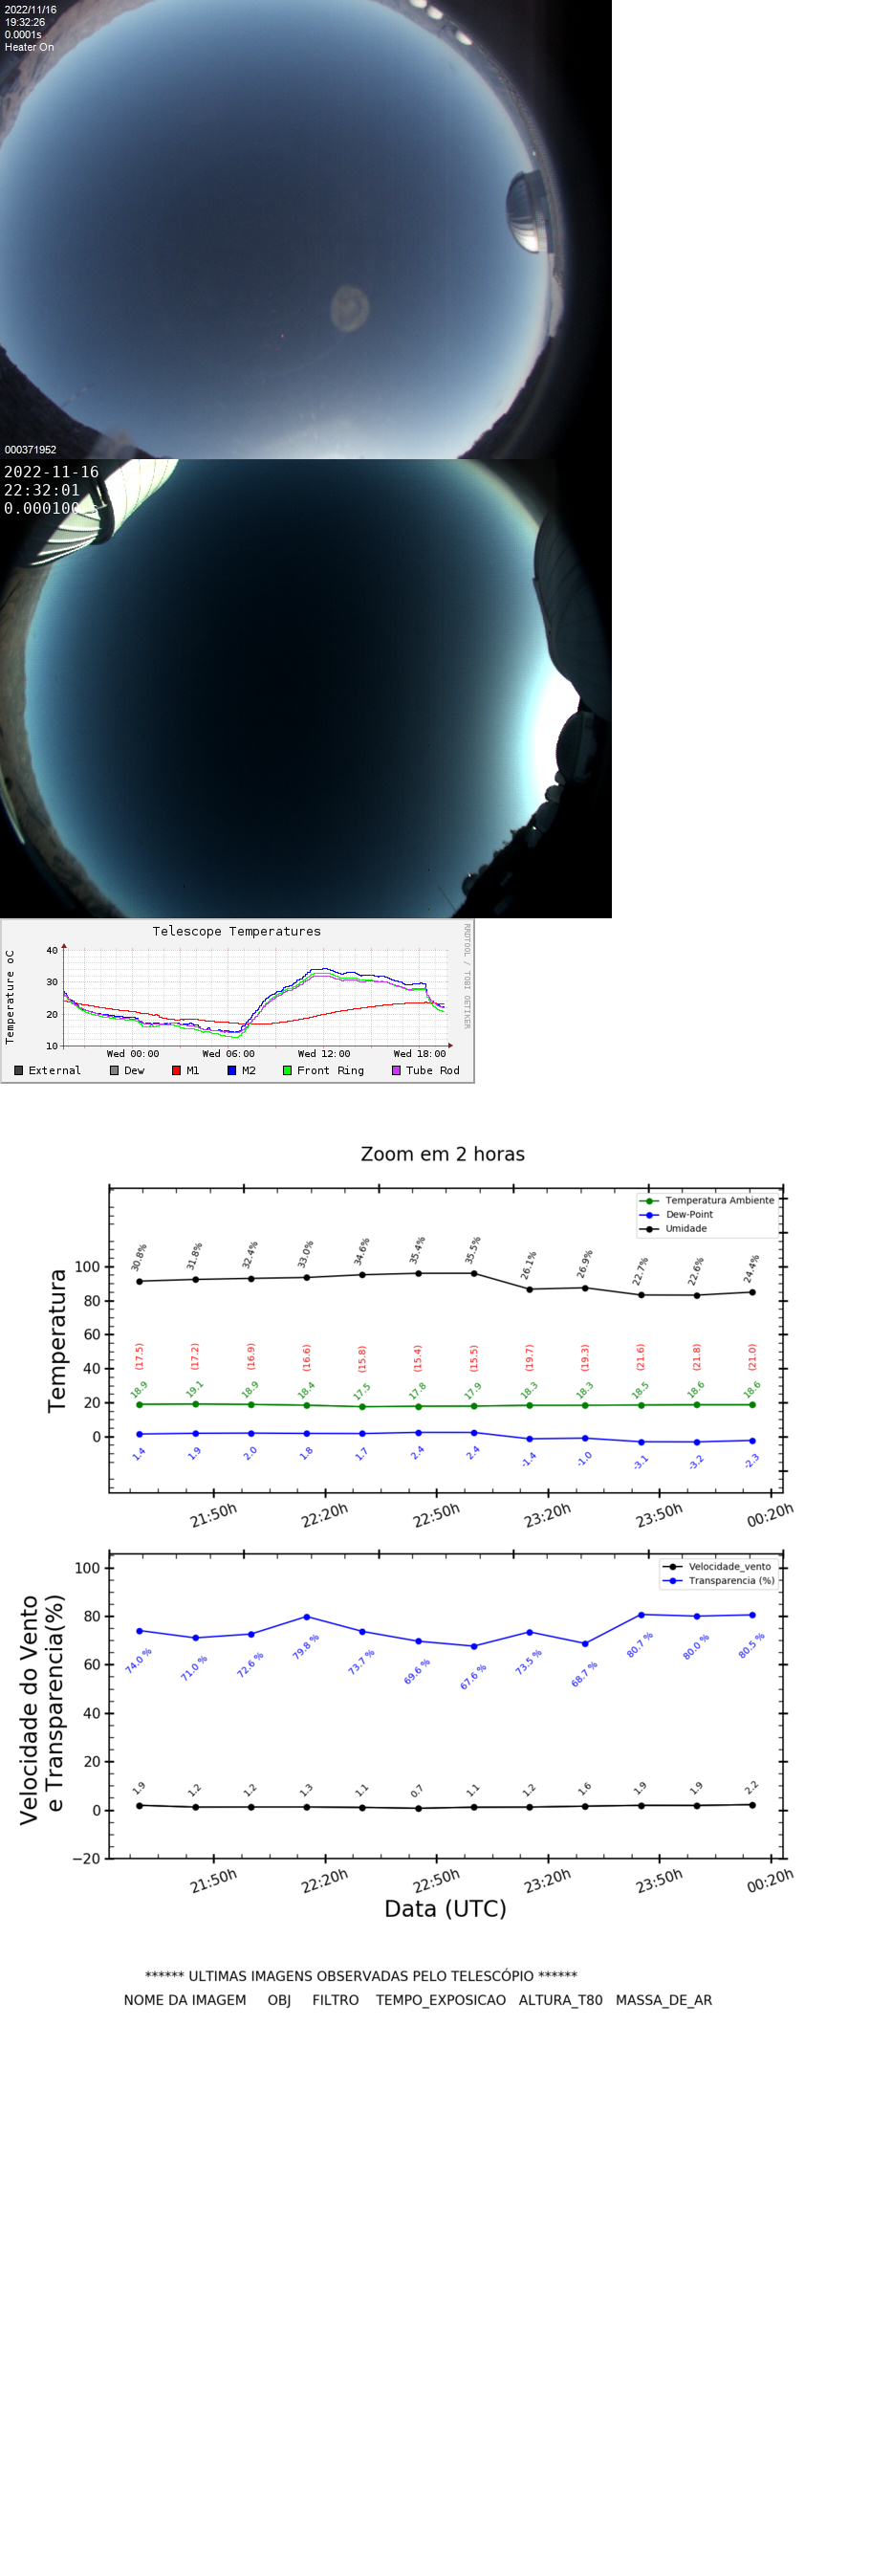 2022/11/16
19:32:26
0.0001s
Heater On
000371952
2022-11-16
22:32:01
0.000100
Telescope Temperatures
RRDTOOL / TOBI OETIKER
Temperature oC
40
30
20
10
Wed 00:00 Wed 06:00 Wed 12:00 Wed 18:00
External Dew M1 M2 Front Ring Tube Rod
Zoom em 2 horas
Temperatura Ambiente
Dew-Point
Umidade
Temperatura
100
80
60
40
20
0
30.8% 31.8% 32.4% 33.0% 34.6% 35.4% 35.5% 26.1% 26.9% 22.7% 22.6% 24.4%
(17.5) (17.2) (16.9) (16.6) (15.8) (15.4) (15.5) (19.7) (19.3) (21.6) (21.8) (21.0)
18.9 19.1 18.9 18.4 17.5 17.8 17.9 18.3 18.3 18.5 18.6 18.6
1.4 1.9 2.0 1.8 1.7 2.4 2.4 -1.4 -1.0 -3.1 -3.2 -2.3
21:50h 22:20h 22:50h 23:20h 23:50h 00:20h
Velocidade_vento
Transparencia (%)
Velocidade do Vento
e Transparencia(%)
100
80
60
40
20
0
−20
74.0 % 71.0 % 72.6 % 79.8 % 73.7 % 69.6 % 67.6 % 73.5 % 68.7 % 80.7 % 80.0 % 80.5 %
1.9 1.2 1.2 1.3 1.1 0.7 1.1 1.2 1.6 1.9 1.9 2.2
21:50h 22:20h 22:50h 23:20h 23:50h 00:20h
Data (UTC)
****** ULTIMAS IMAGENS OBSERVADAS PELO TELESCÓPIO ******
NOME DA IMAGEM OBJ FILTRO TEMPO_EXPOSICAO ALTURA_T80 MASSA_DE_AR